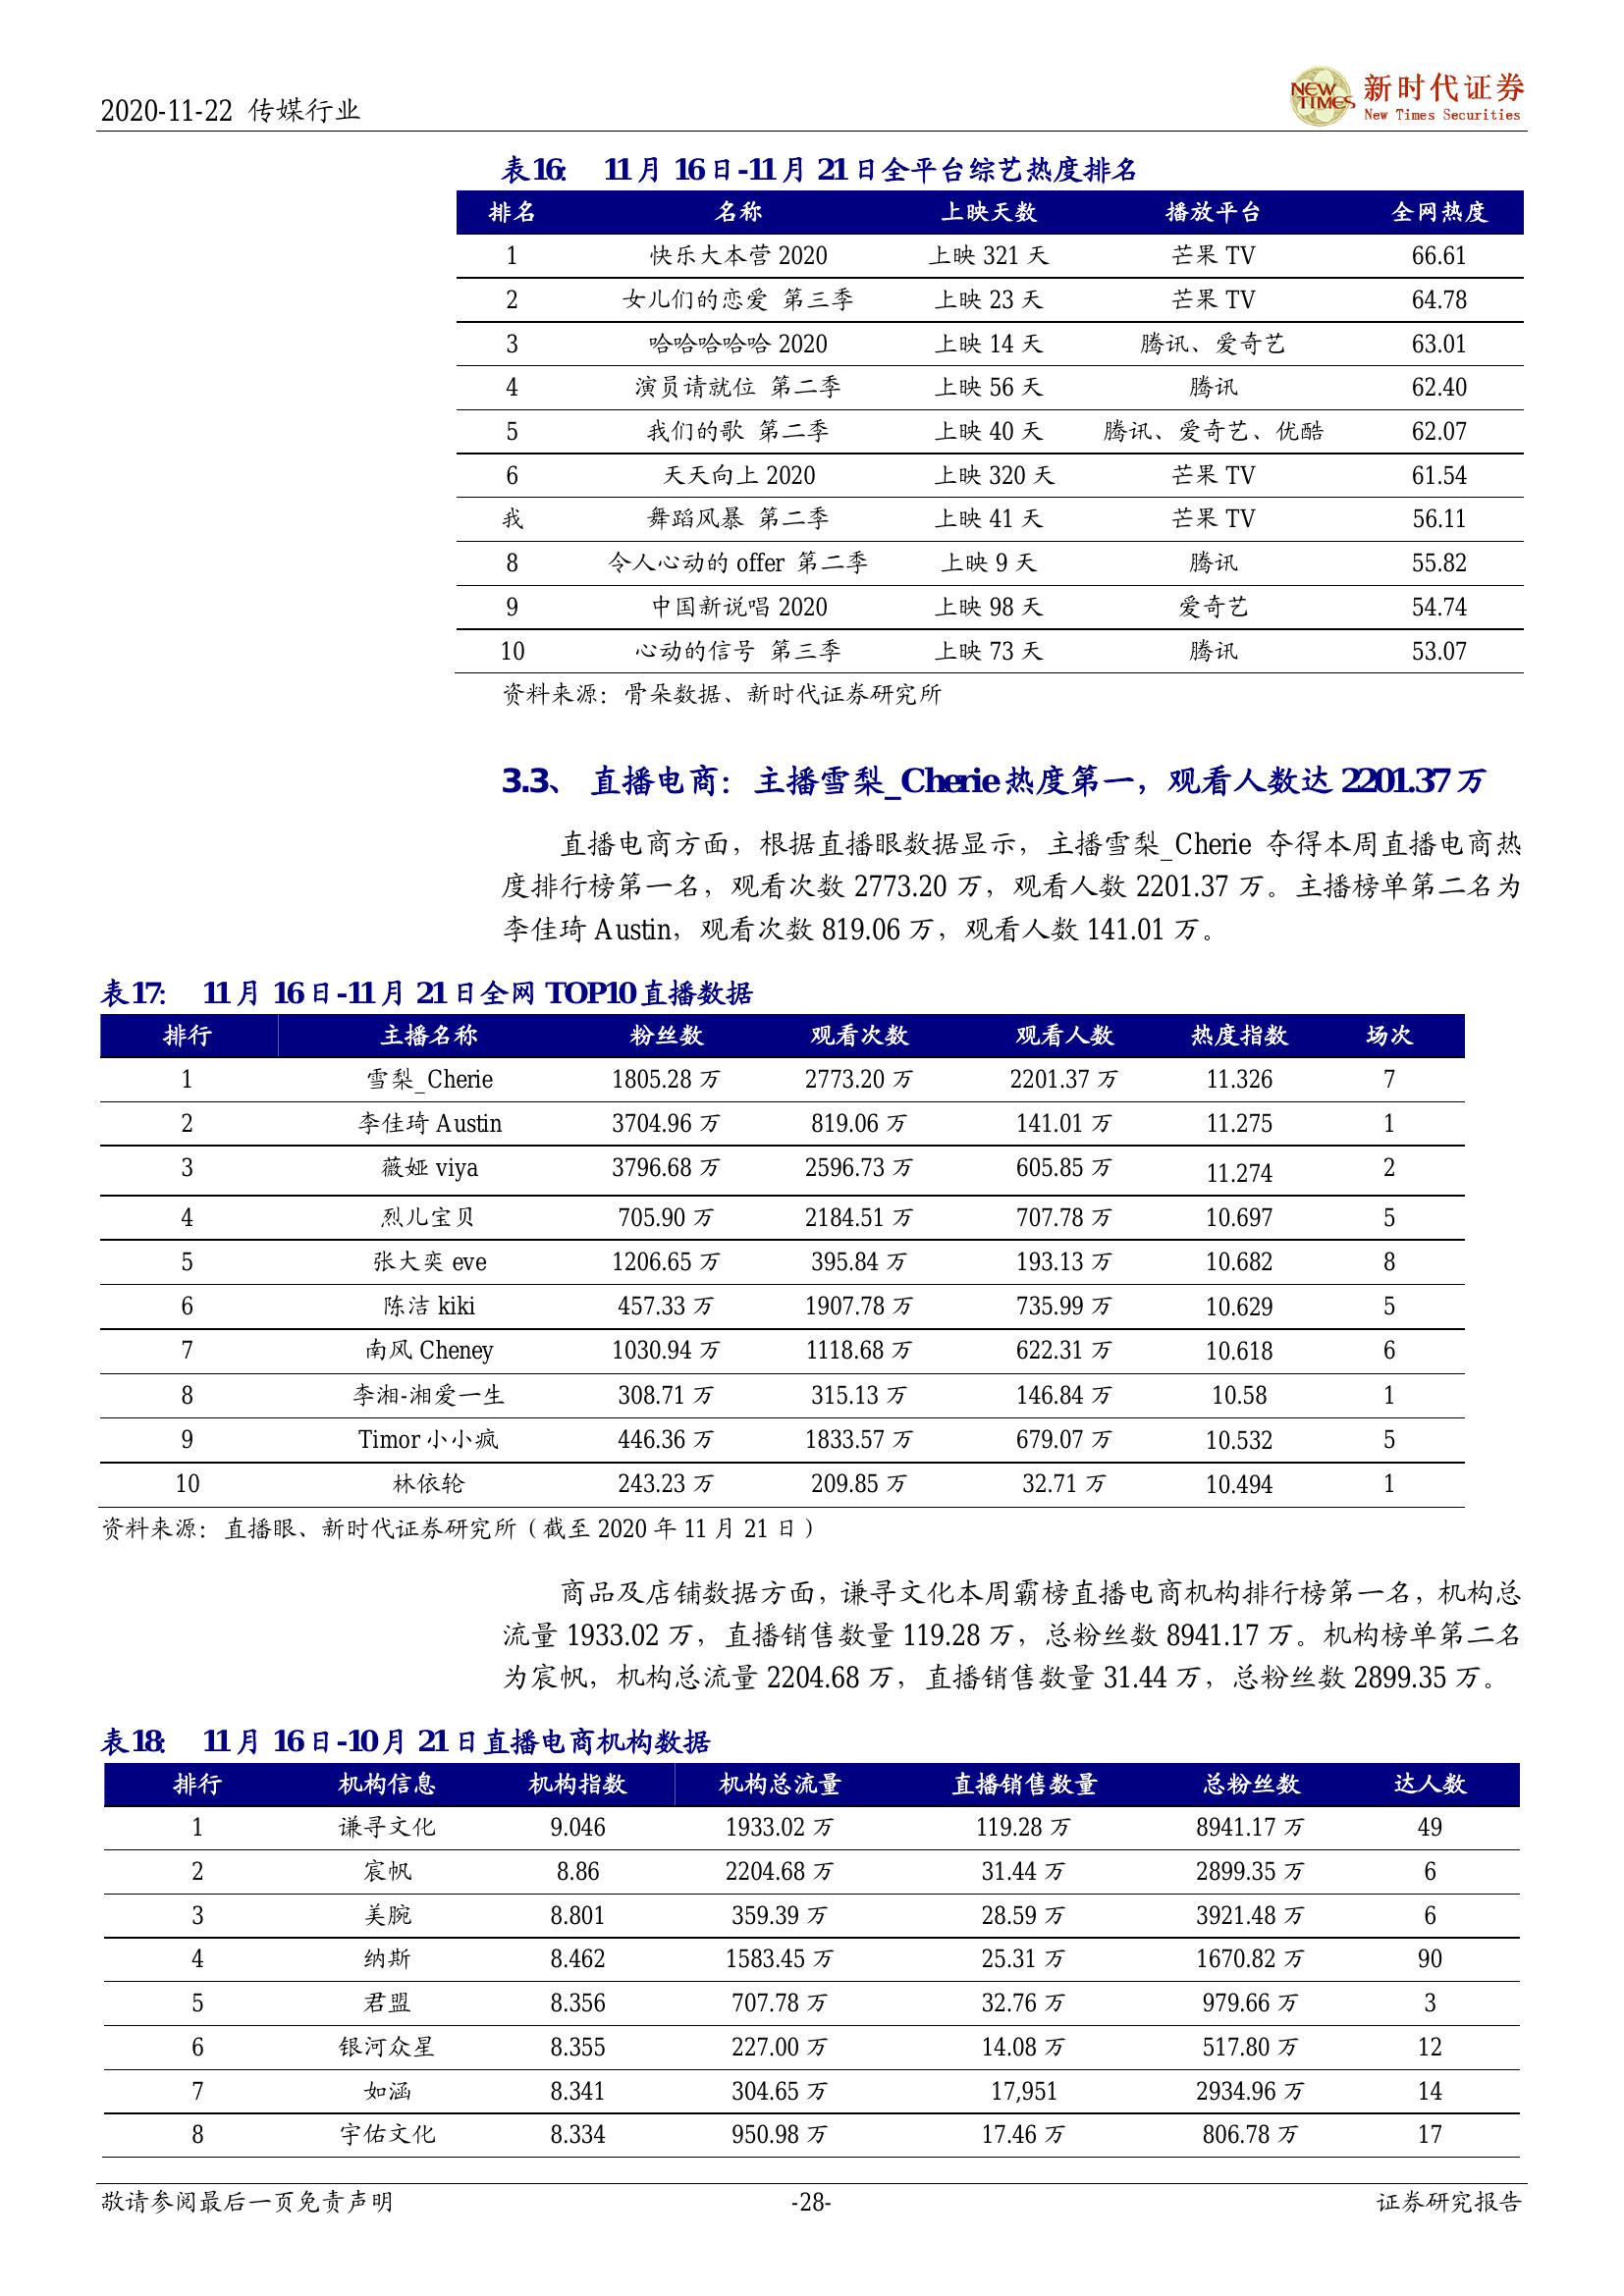 2020-11-22 传媒行业
NEW TIMES 新时代证券
New Times Securities
表16： 11月 16日-11月 21日全平台综艺热度排名
排名 名称 上映天数 播放平台 全网热度
1 快乐大本营 2020 上映 321 天 芒果 TV 66.61
2 女儿们的恋爱 第三季 上映 23 天 芒果 TV 64.78
3 哈哈哈哈哈 2020 上映 14 天 腾讯、爱奇艺 63.01
4 演员请就位 第二季 上映 56 天 腾讯 62.40
5 我们的歌 第二季 上映 40 天 腾讯、爱奇艺、优酷 62.07
6 天天向上 2020 上映 320 天 芒果 TV 61.54
我 舞蹈风暴 第二季 上映 41 天 芒果 TV 56.11
8 令人心动的 offer 第二季 上映 9 天 腾讯 55.82
9 中国新说唱 2020 上映 98 天 爱奇艺 54.74
10 心动的信号 第三季 上映 73 天 腾讯 53.07
资料来源：骨朵数据、新时代证券研究所
3.3、 直播电商：主播雪梨_Cherie 热度第一，观看人数达 2201.37 万
直播电商方面，根据直播眼数据显示，主播雪梨_Cherie 夺得本周直播电商热
度排行榜第一名，观看次数 2773.20 万，观看人数 2201.37 万。主播榜单第二名为
李佳琦 Austin，观看次数 819.06 万，观看人数 141.01 万。
表17： 11月 16日-11月 21日全网 TOP10 直播数据
排行 主播名称 粉丝数 观看次数 观看人数 热度指数 场次
1 雪梨_Cherie 1805.28 万 2773.20 万 2201.37 万 11.326 7
2 李佳琦 Austin 3704.96 万 819.06 万 141.01 万 11.275 1
3 薇娅 viya 3796.68 万 2596.73 万 605.85 万 11.274 2
4 烈儿宝贝 705.90 万 2184.51 万 707.78 万 10.697 5
5 张大奕 eve 1206.65 万 395.84 万 193.13 万 10.682 8
6 陈洁 kiki 457.33 万 1907.78 万 735.99 万 10.629 5
7 南风 Cheney 1030.94 万 1118.68 万 622.31 万 10.618 6
8 李湘-湘爱一生 308.71 万 315.13 万 146.84 万 10.58 1
9 Timor 小小疯 446.36 万 1833.57 万 679.07 万 10.532 5
10 林依轮 243.23 万 209.85 万 32.71 万 10.494 1
资料来源：直播眼、新时代证券研究所（截至 2020 年 11 月 21 日）
商品及店铺数据方面，谦寻文化本周霸榜直播电商机构排行榜第一名，机构总
流量 1933.02 万，直播销售数量 119.28 万，总粉丝数 8941.17 万。机构榜单第二名
为宸帆，机构总流量 2204.68 万，直播销售数量 31.44 万，总粉丝数 2899.35 万。
表18： 11月 16日-10月 21日直播电商机构数据
排行 机构信息 机构指数 机构总流量 直播销售数量 总粉丝数 达人数
1 谦寻文化 9.046 1933.02 万 119.28 万 8941.17 万 49
2 宸帆 8.86 2204.68 万 31.44 万 2899.35 万 6
3 美腕 8.801 359.39 万 28.59 万 3921.48 万 6
4 纳斯 8.462 1583.45 万 25.31 万 1670.82 万 90
5 君盟 8.356 707.78 万 32.76 万 979.66 万 3
6 银河众星 8.355 227.00 万 14.08 万 517.80 万 12
7 如涵 8.341 304.65 万 17,951 2934.96 万 14
8 宇佑文化 8.334 950.98 万 17.46 万 806.78 万 17
敬请参阅最后一页免责声明 -28- 证券研究报告